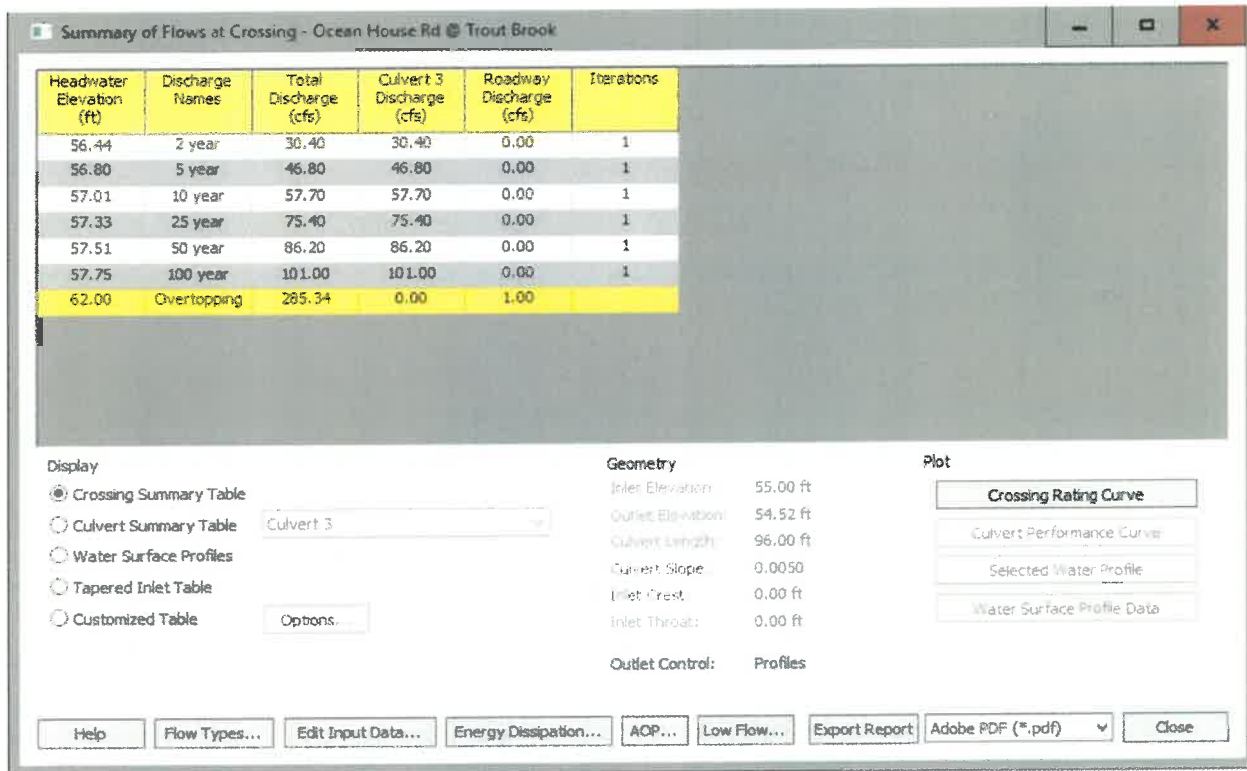 Summary of Flows at Crossing - Ocean House Rd @ Trout Brook
Headwater Elevation (ft) Discharge Names Total Discharge (cfs) Culvert 3 Discharge (cfs) Roadway Discharge (cfs) Iterations
56.44 2 year 30.40 30.40 0.00 1
56.80 5 year 46.80 46.80 0.00 1
57.01 10 year 57.70 57.70 0.00 1
57.33 25 year 75.40 75.40 0.00 1
57.51 50 year 86.20 86.20 0.00 1
57.75 100 year 101.00 101.00 0.00 1
62.00 Overtopping 285.34 0.00 1.00
Display
Crossing Summary Table
Culvert Summary Table Culvert 3
Water Surface Profiles
Tapered Inlet Table
Customized Table Options...
Geometry
Inlet Elevation: 55.00 ft
Outlet Elevation: 54.52 ft
Culvert Length: 96.00 ft
Culvert Slope 0.0050
Inlet Crest 0.00 ft
Inlet Throat: 0.00 ft
Outlet Control: Profiles
Plot
Crossing Rating Curve
Culvert Performance Curve
Selected Water Profile
Water Surface Profile Data
Help Flow Types... Edit Input Data... Energy Dissipation... AOP... Low Flow... Export Report Adobe PDF (*.pdf) Close